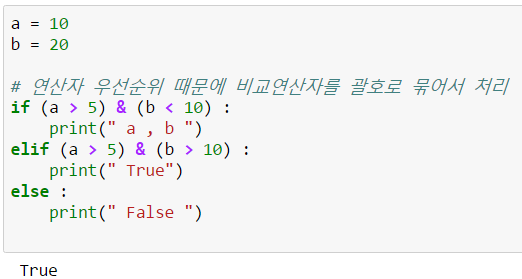 a = 10
b = 20
# 연산자 우선순위 때문에 비교연산자를 괄호로 묶어서 처리
if (a > 5) & (b < 10) :
    print(" a , b ")
elif (a > 5) & (b > 10) :
    print(" True")
else :
    print(" False ")
True